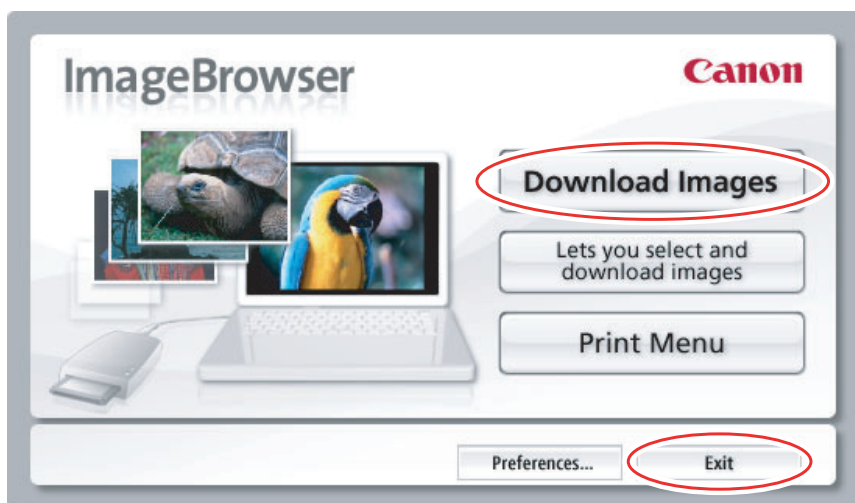 ImageBrowser
Canon
Download Images
Lets you select and
download images
Print Menu
Preferences...
Exit